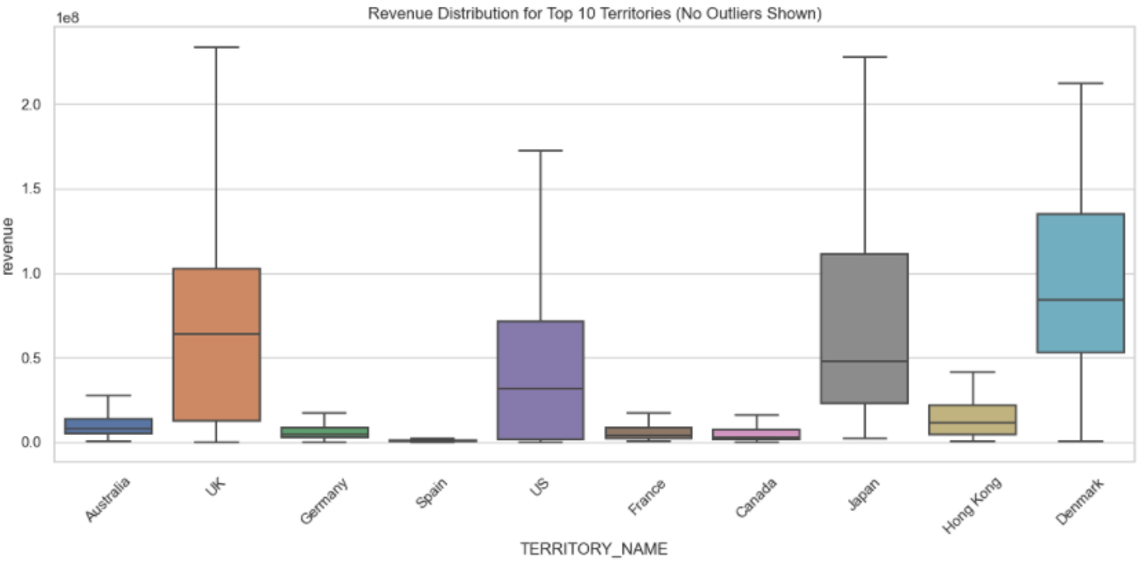 Revenue Distribution for Top 10 Territories (No Outliers Shown)
1e8
2.0
1.5
1.0
0.5
0.0
revenue
Australia
UK
Germany
Spain
US
France
Canada
Japan
Hong Kong
Denmark
TERRITORY_NAME